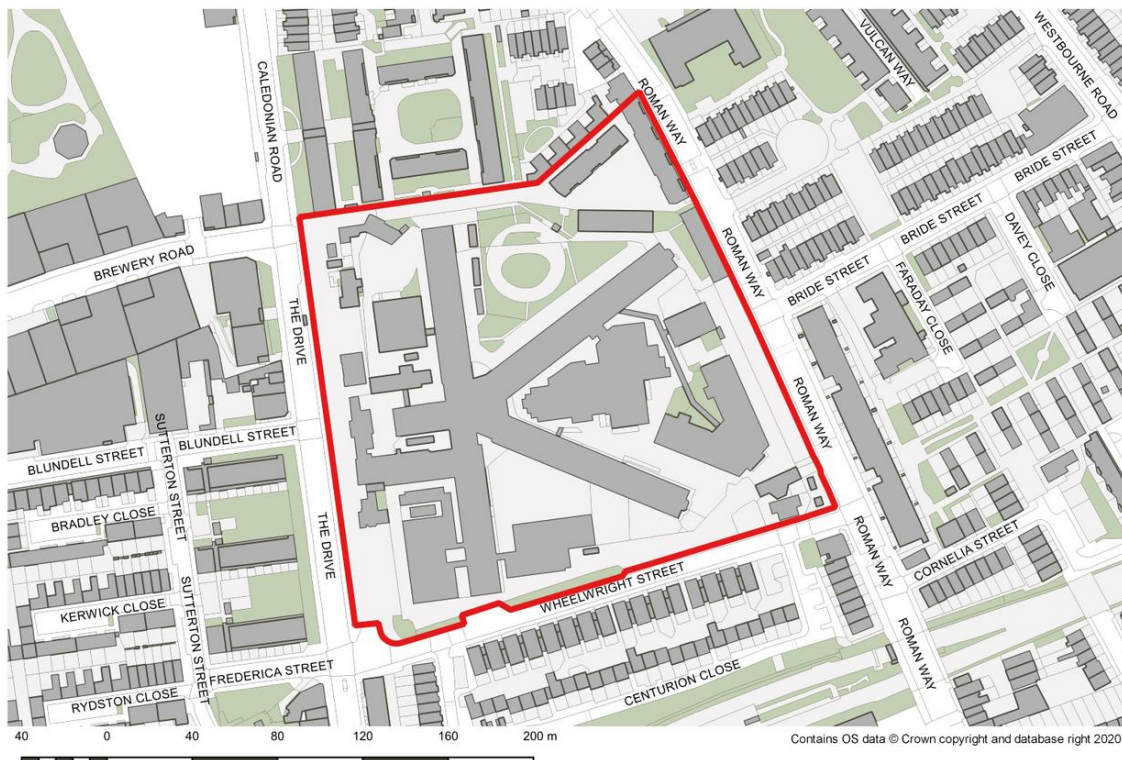 VULCAN WAY
WESTBOURNE ROAD
CALEDONIAN ROAD
ROMAN WAY
BRIDE STREET
BRIDE STREET
DAVEY CLOSE
BREWERY ROAD
ROMAN WAY
BRIDE STREET
FARADAY CLOSE
THE DRIVE
ROMAN WAY
BLUNDELL STREET
BLUNDELL STREET
SUTTERTON STREET
BRADLEY CLOSE
THE DRIVE
ROMAN WAY
CORNELIA STREET
KERWICK CLOSE
SUTTERTON STREET
WHEELWRIGHT STREET
ROMAN WAY
FREDERICA STREET
CENTURION CLOSE
RYDSTON CLOSE
40 0 40 80 120 160 200 m
Contains OS data © Crown copyright and database right 2020